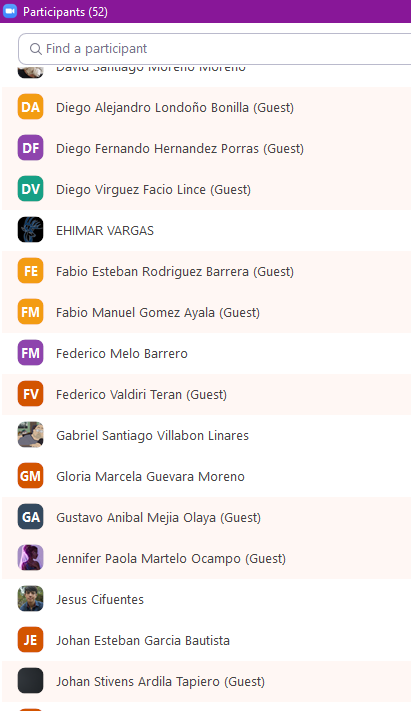 Participants (52)
Find a participant
David Santiago Moreno Moreno
DA Diego Alejandro Londoño Bonilla (Guest)
DF Diego Fernando Hernandez Porras (Guest)
DV Diego Virguez Facio Lince (Guest)
EHIMAR VARGAS
FE Fabio Esteban Rodriguez Barrera (Guest)
FM Fabio Manuel Gomez Ayala (Guest)
FM Federico Melo Barrero
FV Federico Valdiri Teran (Guest)
Gabriel Santiago Villabon Linares
GM Gloria Marcela Guevara Moreno
GA Gustavo Anibal Mejia Olaya (Guest)
Jennifer Paola Martelo Ocampo (Guest)
Jesus Cifuentes
JE Johan Esteban Garcia Bautista
Johan Stivens Ardila Tapiero (Guest)